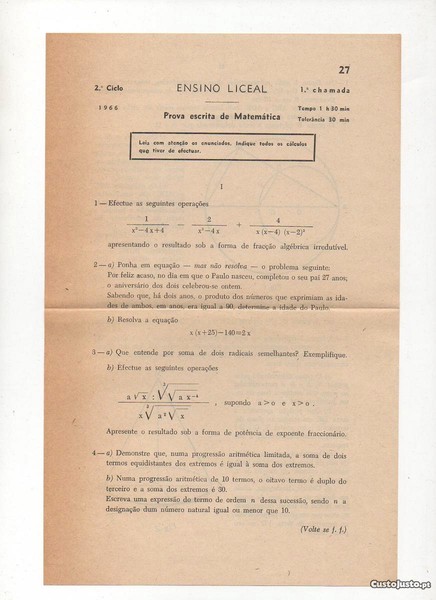 27
2.º Ciclo ENSINO LICEAL 1.ª chamada
1966 Prova escrita de Matemática Tempo 1 h 30 min
Tolerância 30 min
Leia com atenção os enunciados. Indique todos os cálculos
que tiver de efectuar.
I
1 — Efectue as seguintes operações
1/(x²—4x+4) — 2/(x²—4x) + 4/(x(x—4)(x—2)²)
apresentando o resultado sob a forma de fracção algébrica irredutível.
2 — a) Ponha em equação — mas não resolva — o problema seguinte:
Por feliz acaso, no dia em que o Paulo nasceu, completou o seu pai 27 anos;
o aniversário dos dois celebrou-se ontem.
Sabendo que, há dois anos, o produto dos números que exprimiam as ida-
des de ambos, em anos, era igual a 90, determine a idade do Paulo.
b) Resolva a equação
x (x+25)—140=2x
3 — a) Que entende por soma de dois radicais semelhantes? Exemplifique.
b) Efectue as seguintes operações
a√x : ∛√(a x⁻⁴)
x ∛(a²√x) , supondo a>o e x>o .
Apresente o resultado sob a forma de potência de expoente fraccionário.
4 — a) Demonstre que, numa progressão aritmética limitada, a soma de dois
termos equidistantes dos extremos é igual à soma dos extremos.
b) Numa progressão aritmética de 10 termos, o oitavo termo é duplo do
terceiro e a soma dos extremos é 30.
Escreva uma expressão do termo de ordem n dessa sucessão, sendo n a
designação dum número natural igual ou menor que 10.
(Volte se f. f.)
© CustoJusto.pt